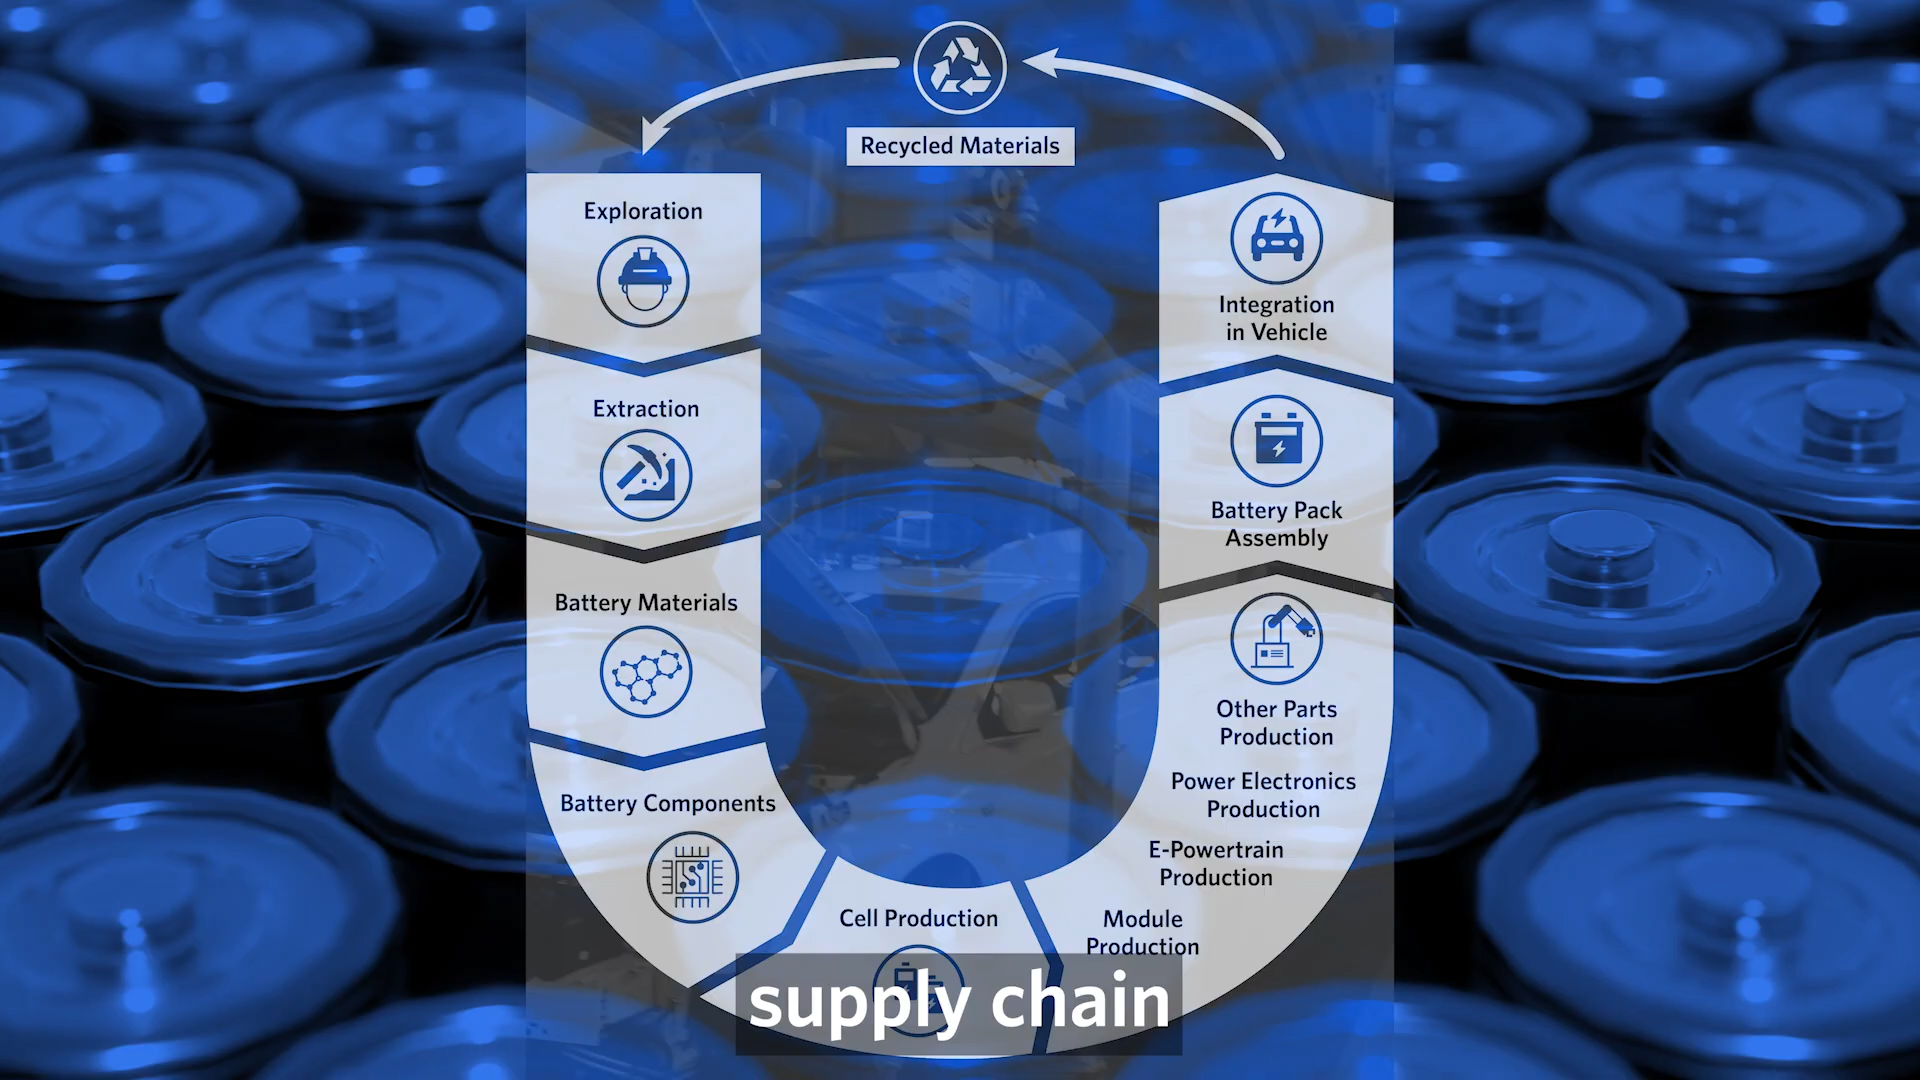 Recycled Materials
Exploration
Extraction
Battery Materials
Battery Components
Cell Production
Module
Production
E-Powertrain
Production
Power Electronics
Production
Other Parts
Production
Battery Pack
Assembly
Integration
in Vehicle
supply chain